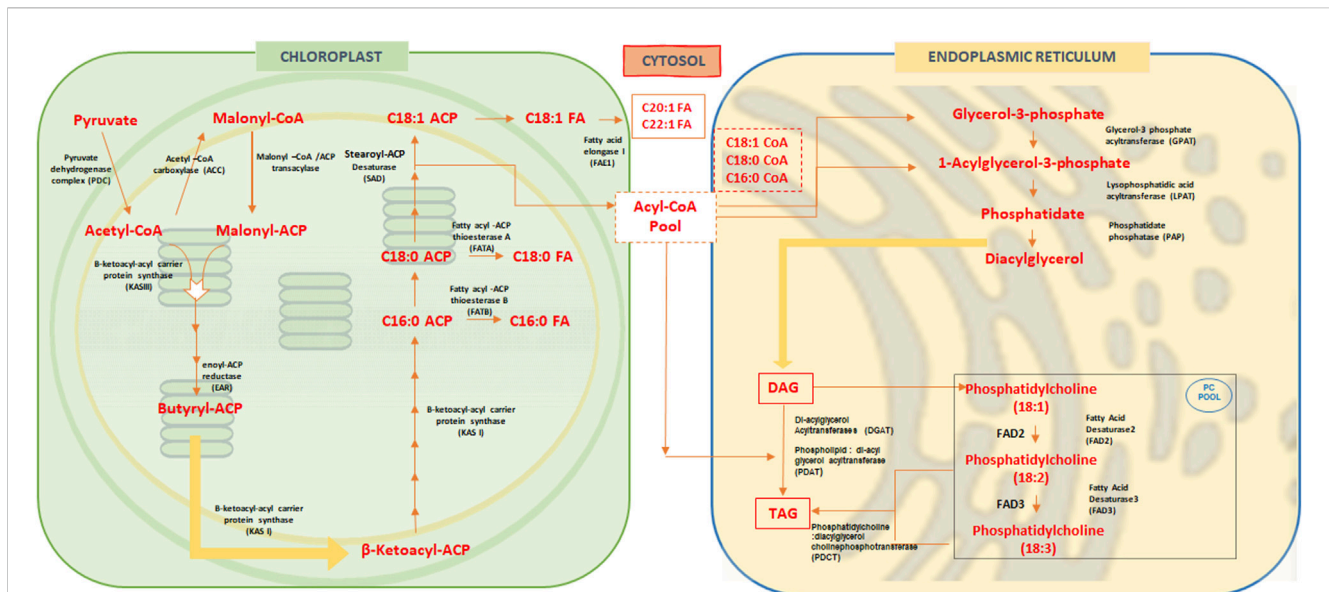 CHLOROPLAST
CYTOSOL
ENDOPLASMIC RETICULUM
Pyruvate
Malonyl-CoA
C18:1 ACP
C18:1 FA
C20:1 FA
C22:1 FA
Fatty acid
elongase I
(FAE1)
Pyruvate
dehydrogenase
complex (PDC)
Acetyl –CoA
carboxylase (ACC)
Malonyl –CoA /ACP
transacylase
Stearoyl-ACP
Desaturase
(SAD)
Acetyl-CoA
Malonyl-ACP
B-ketoacyl-acyl carrier
protein synthase
(KASIII)
Fatty acyl -ACP
thioesterase A
(FATA)
C18:0 ACP
C18:0 FA
Fatty acyl -ACP
thioesterase B
(FATB)
C16:0 ACP
C16:0 FA
enoyl-ACP
reductase
(EAR)
Butyryl-ACP
B-ketoacyl-acyl carrier
protein synthase
(KAS I)
B-ketoacyl-acyl carrier
protein synthase
(KAS I)
β-Ketoacyl-ACP
C18:1 CoA
C18:0 CoA
C16:0 CoA
Acyl-CoA
Pool
Glycerol-3-phosphate
Glycerol-3 phosphate
acyltransferase (GPAT)
1-Acylglycerol-3-phosphate
Lysophosphatidic acid
acyltransferase (LPAT)
Phosphatidate
Phosphatidate
phosphatase (PAP)
Diacylglycerol
DAG
Di-acylglycerol
Acyltransferases (DGAT)
Phospholipid : di-acyl
glycerol acyltransferase
(PDAT)
TAG
Phosphatidylcholine
:diacylglycerol
cholinephosphotransferase
(PDCT)
PC
POOL
Phosphatidylcholine
(18:1)
FAD2
Fatty Acid
Desaturase2
(FAD2)
Phosphatidylcholine
(18:2)
FAD3
Fatty Acid
Desaturase3
(FAD3)
Phosphatidylcholine
(18:3)